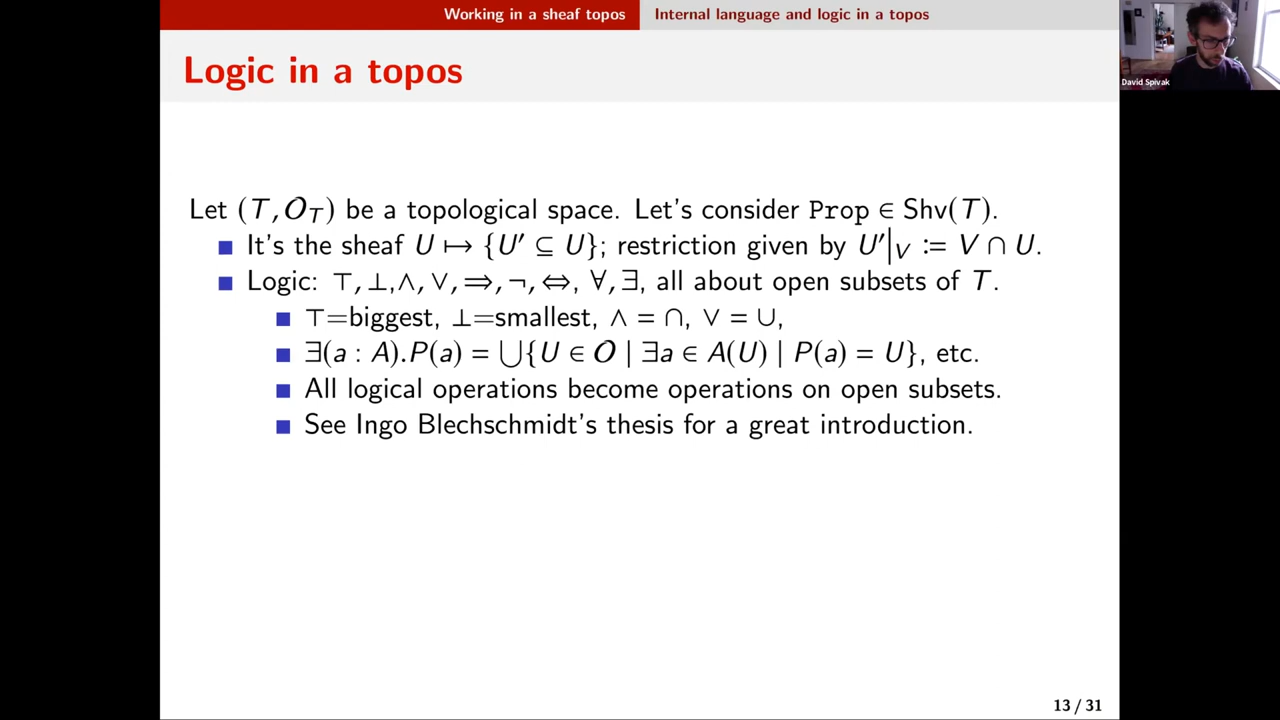 Working in a sheaf topos
Internal language and logic in a topos
Logic in a topos
David Spivak
Let (T, 𝒪_T) be a topological space. Let's consider Prop ∈ Shv(T).
It's the sheaf U ↦ {U′ ⊆ U}; restriction given by U′|_V := V ∩ U.
Logic: ⊤, ⊥, ∧, ∨, ⇒, ¬, ⇔, ∀, ∃, all about open subsets of T.
⊤=biggest, ⊥=smallest, ∧ = ∩, ∨ = ∪,
∃(a : A). P(a) = ⋃{U ∈ 𝒪 | ∃a ∈ A(U) | P(a) = U}, etc.
All logical operations become operations on open subsets.
See Ingo Blechschmidt's thesis for a great introduction.
13 / 31